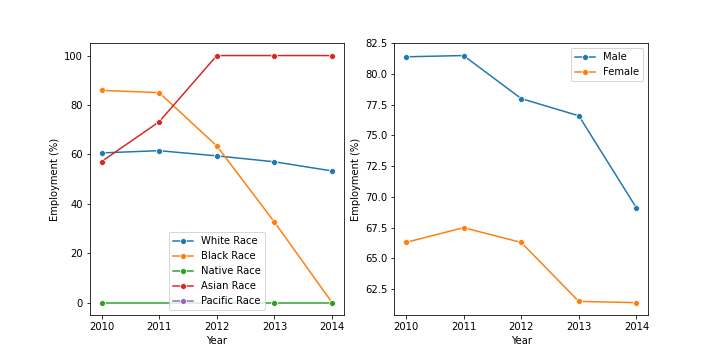 100
80
60
40
20
0
Employment (%)
2010 2011 2012 2013 2014
Year
White Race
Black Race
Native Race
Asian Race
Pacific Race
82.5
80.0
77.5
75.0
72.5
70.0
67.5
65.0
62.5
Employment (%)
2010 2011 2012 2013 2014
Year
Male
Female